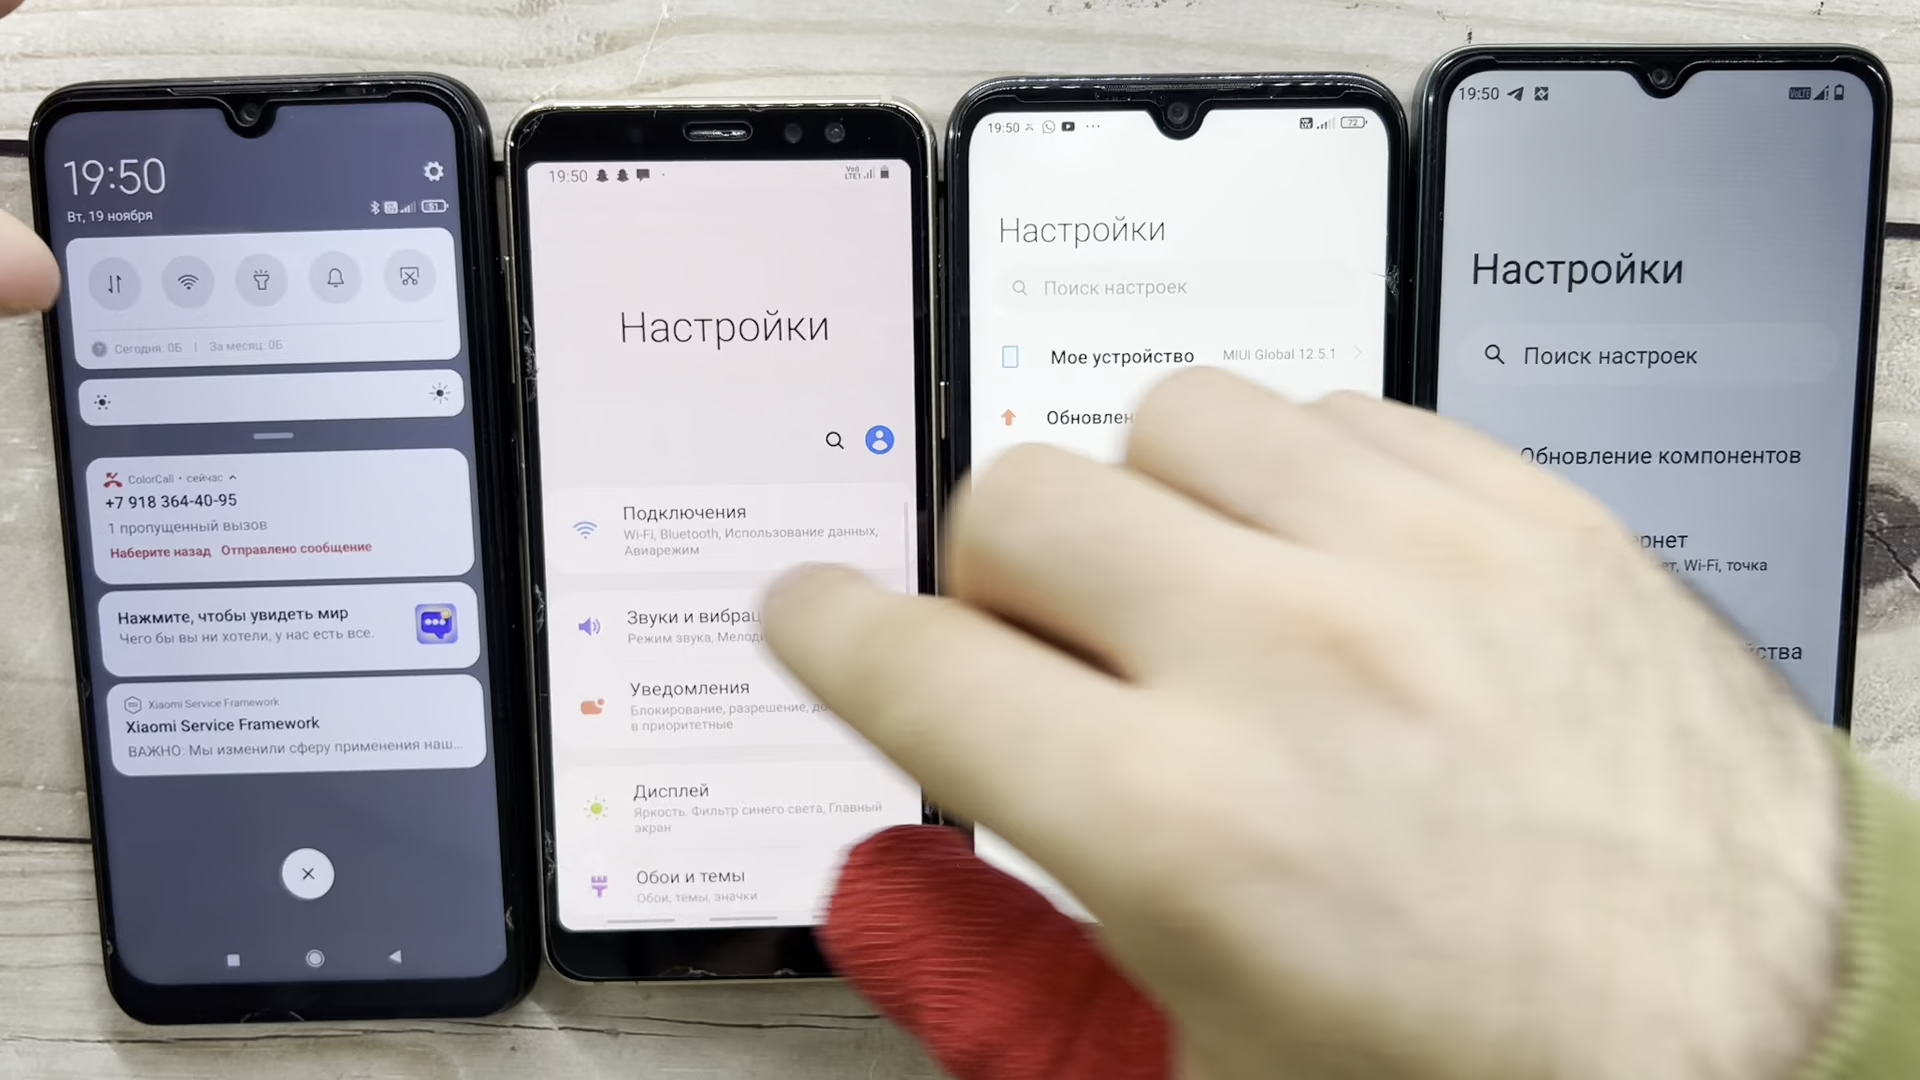 19:50
Вт, 19 ноября
51
Сегодня: 0Б | За месяц: 0Б
ColorCall • сейчас
+7 918 364-40-95
1 пропущенный вызов
Наберите назад Отправлено сообщение
Нажмите, чтобы увидеть мир
Чего бы вы ни хотели, у нас есть все.
Xiaomi Service Framework
Xiaomi Service Framework
ВАЖНО: Мы изменили сферу применения наш...
19:50
LTE1
Настройки
Подключения
Wi-Fi, Bluetooth, Использование данных,
Авиарежим
Звуки и вибрац
Режим звука, Мелоди
Уведомления
Блокирование, разрешение, до
в приоритетные
Дисплей
Яркость. Фильтр синего света, Главный
экран
Обои и темы
Обои, темы, значки
19:50
72
Настройки
Поиск настроек
Мое устройство MIUI Global 12.5.1
Обновлен
19:50
VoLTE
Настройки
Поиск настроек
Обновление компонентов
рнет
ет, Wi-Fi, точка
йства